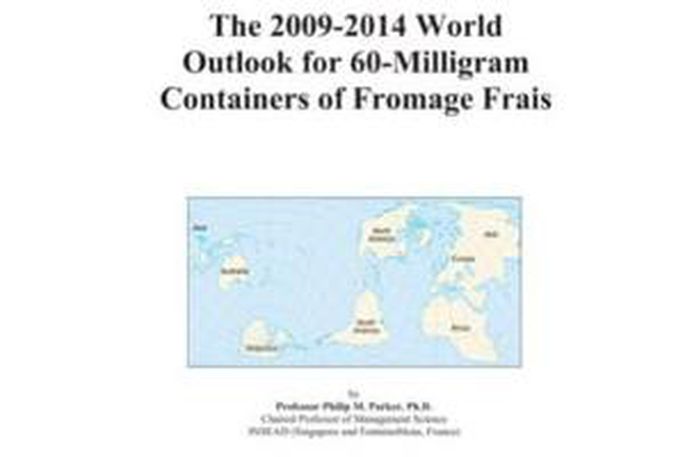 The 2009-2014 World
Outlook for 60-Milligram
Containers of Fromage Frais
Asia
North
America
Asia
Europe
Australia
South
America
Africa
Antarctica
by
Professor Philip M. Parker, Ph.D.
Chaired Professor of Management Science
INSEAD (Singapore and Fontainebleau, France)